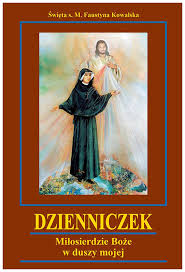 Święta s. M. Faustyna Kowalska
DZIENNICZEK
Miłosierdzie Boże
w duszy mojej